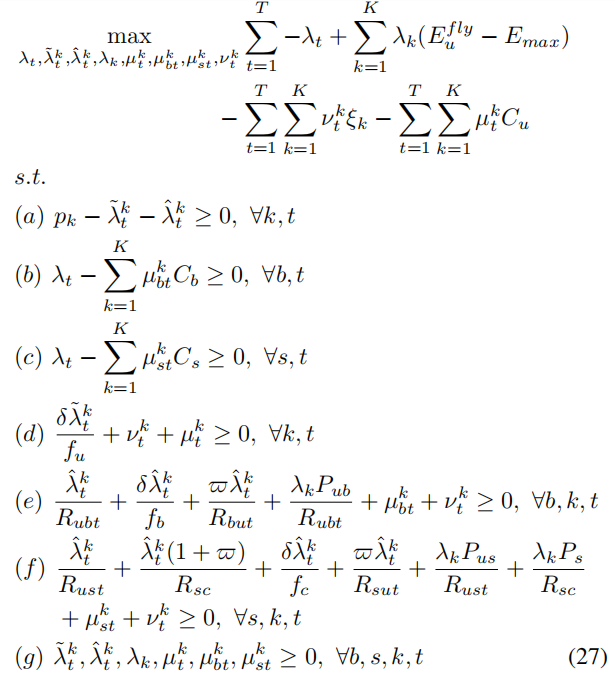 \max_{\lambda_t,\tilde{\lambda}_t^k,\hat{\lambda}_t^k,\lambda_k,\mu_t^k,\mu_{bt}^k,\mu_{st}^k,\nu_t^k} \sum_{t=1}^{T} -\lambda_t + \sum_{k=1}^{K} \lambda_k (E_u^{fly} - E_{max})
- \sum_{t=1}^{T} \sum_{k=1}^{K} \nu_t^k \xi_k - \sum_{t=1}^{T} \sum_{k=1}^{K} \mu_t^k C_u
s.t.
(a) p_k - \tilde{\lambda}_t^k - \hat{\lambda}_t^k \geq 0, \forall k, t
(b) \lambda_t - \sum_{k=1}^{K} \mu_{bt}^k C_b \geq 0, \forall b, t
(c) \lambda_t - \sum_{k=1}^{K} \mu_{st}^k C_s \geq 0, \forall s, t
(d) \frac{\delta \tilde{\lambda}_t^k}{f_u} + \nu_t^k + \mu_t^k \geq 0, \forall k, t
(e) \frac{\hat{\lambda}_t^k}{R_{ubt}} + \frac{\delta \hat{\lambda}_t^k}{f_b} + \frac{\varpi \hat{\lambda}_t^k}{R_{but}} + \frac{\lambda_k P_{ub}}{R_{ubt}} + \mu_{bt}^k + \nu_t^k \geq 0, \forall b, k, t
(f) \frac{\hat{\lambda}_t^k}{R_{ust}} + \frac{\hat{\lambda}_t^k (1 + \varpi)}{R_{sc}} + \frac{\delta \hat{\lambda}_t^k}{f_c} + \frac{\varpi \hat{\lambda}_t^k}{R_{sut}} + \frac{\lambda_k P_{us}}{R_{ust}} + \frac{\lambda_k P_s}{R_{sc}}
+ \mu_{st}^k + \nu_t^k \geq 0, \forall s, k, t
(g) \tilde{\lambda}_t^k, \hat{\lambda}_t^k, \lambda_k, \mu_t^k, \mu_{bt}^k, \mu_{st}^k \geq 0, \forall b, s, k, t (27)